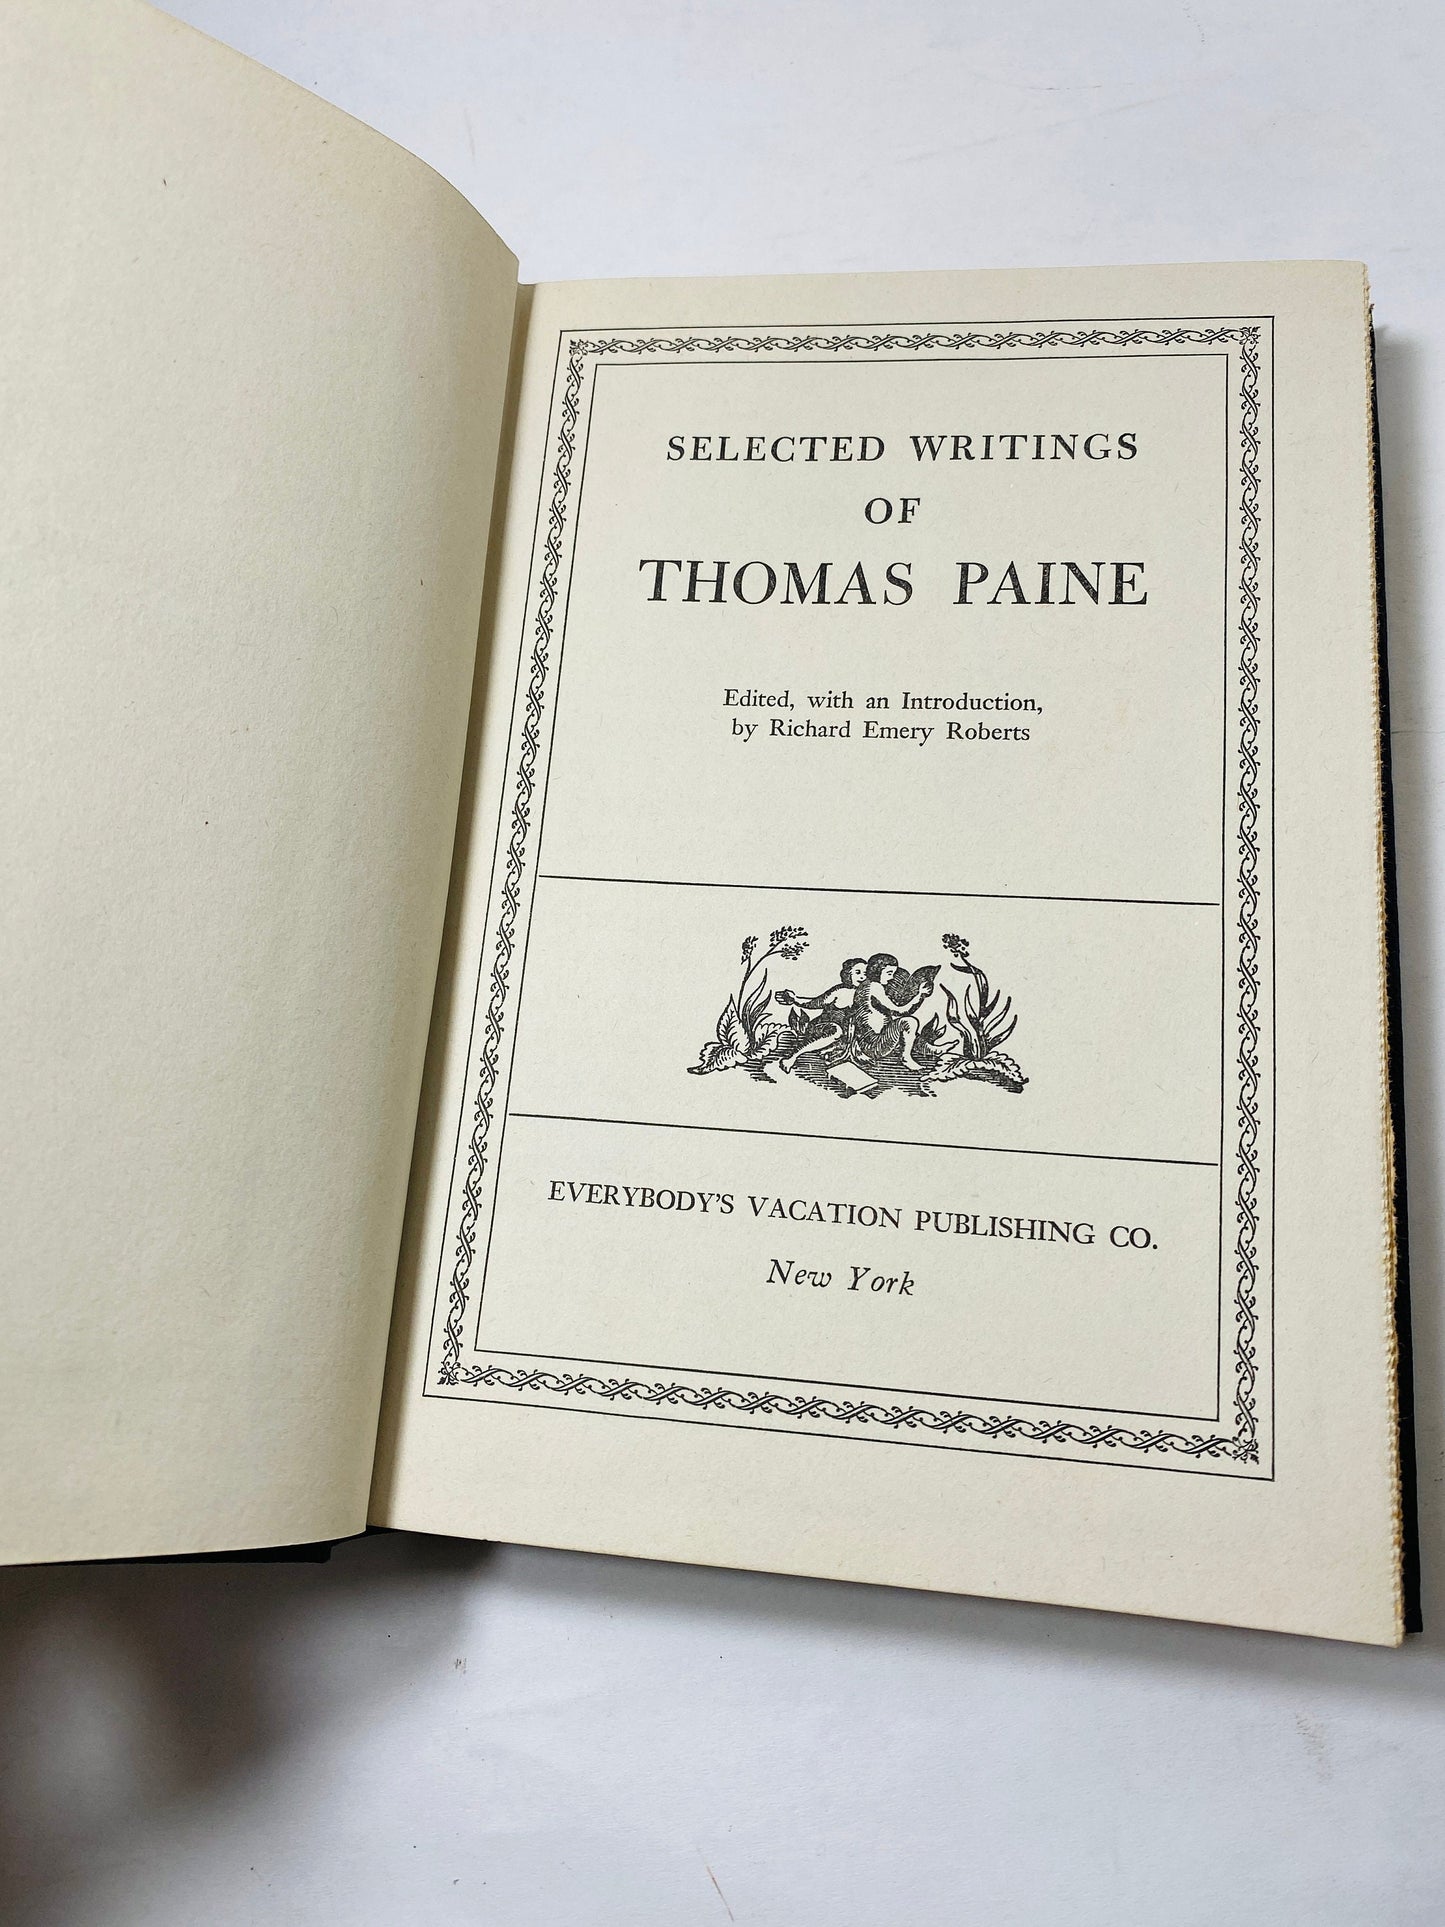 SELECTED WRITINGS
OF
THOMAS PAINE
Edited, with an Introduction,
by Richard Emery Roberts
EVERYBODY'S VACATION PUBLISHING CO.
New York